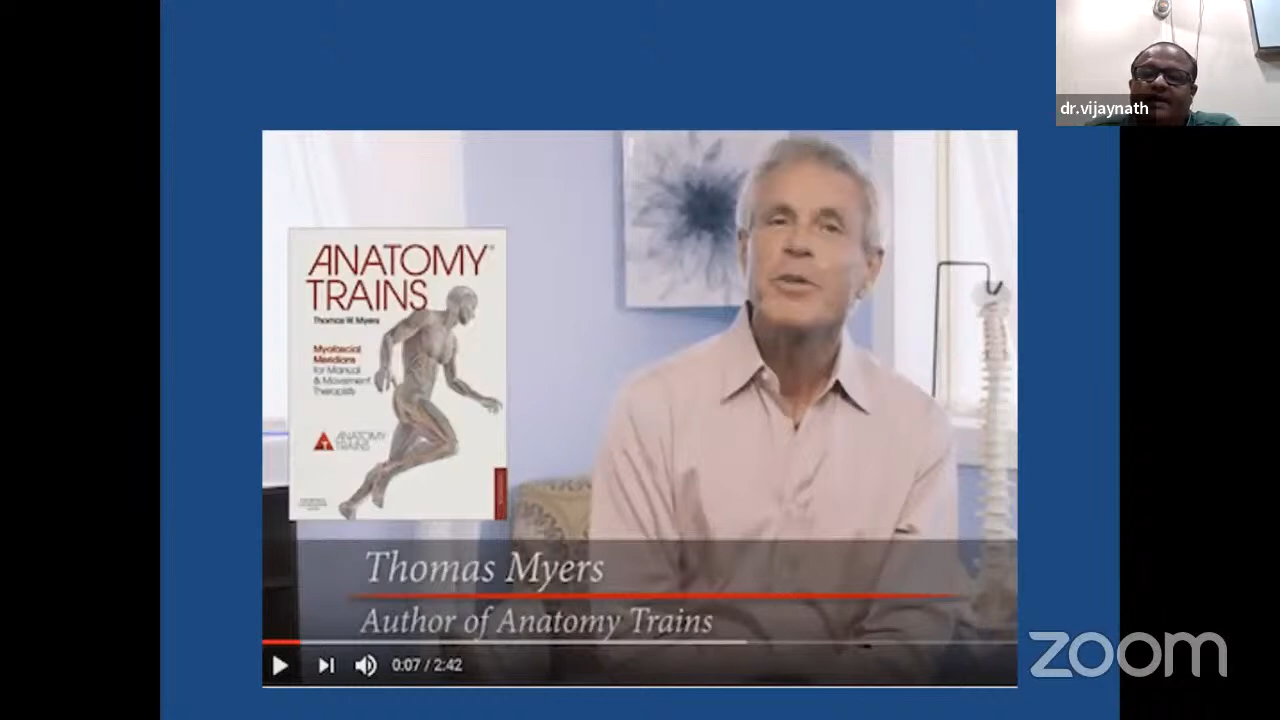 dr.vijaynath
ANATOMY®
TRAINS
Thomas W Myers
Myofascial
Meridians
for Manual
& Movement
Therapists
ANATOMY
TRAINS
Thomas Myers
Author of Anatomy Trains
0:07 / 2:42
zoom